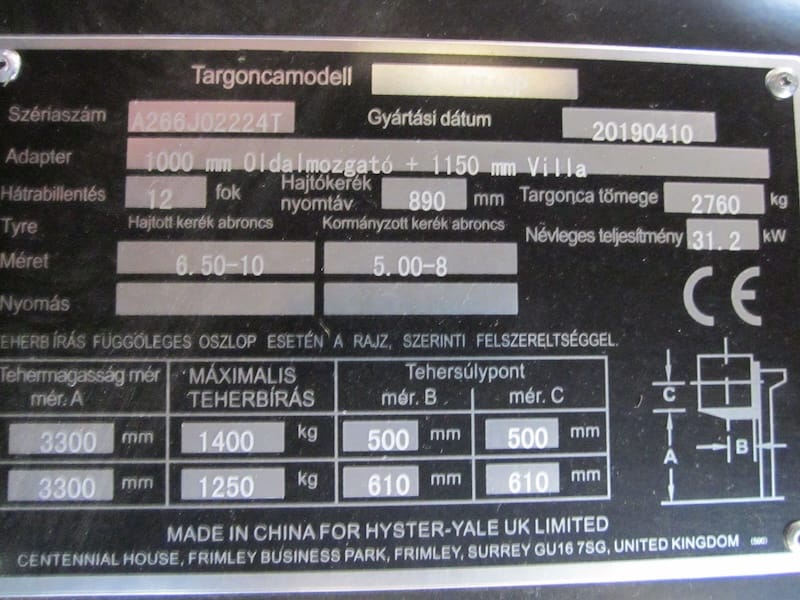 Targoncamodell
Szériaszám A266J02224T Gyártási dátum 20190410
Adapter 1000 mm Oldalmozgató + 1150 mm Villa
Hátrabillentés 12 fok Hajtókerék nyomtáv 890 mm Targonca tömege 2760 kg
Tyre Hajtott kerék abroncs Kormányzott kerék abroncs Névleges teljesítmény 31.2 kW
Méret 6.50-10 5.00-8
Nyomás
CE
TEHERBÍRÁS FÜGGÖLEGES OSZLOP ESETÉN A RAJZ, SZERINTI FELSZERELTSÉGGEL.
Tehermagasság mér mér. A MÁXIMALIS TEHERBÍRÁS Tehersúlypont mér. B mér. C
3300 mm 1400 kg 500 mm 500 mm
3300 mm 1250 kg 610 mm 610 mm
C
B
A
MADE IN CHINA FOR HYSTER-YALE UK LIMITED
CENTENNIAL HOUSE, FRIMLEY BUSINESS PARK, FRIMLEY, SURREY GU16 7SG, UNITED KINGDOM